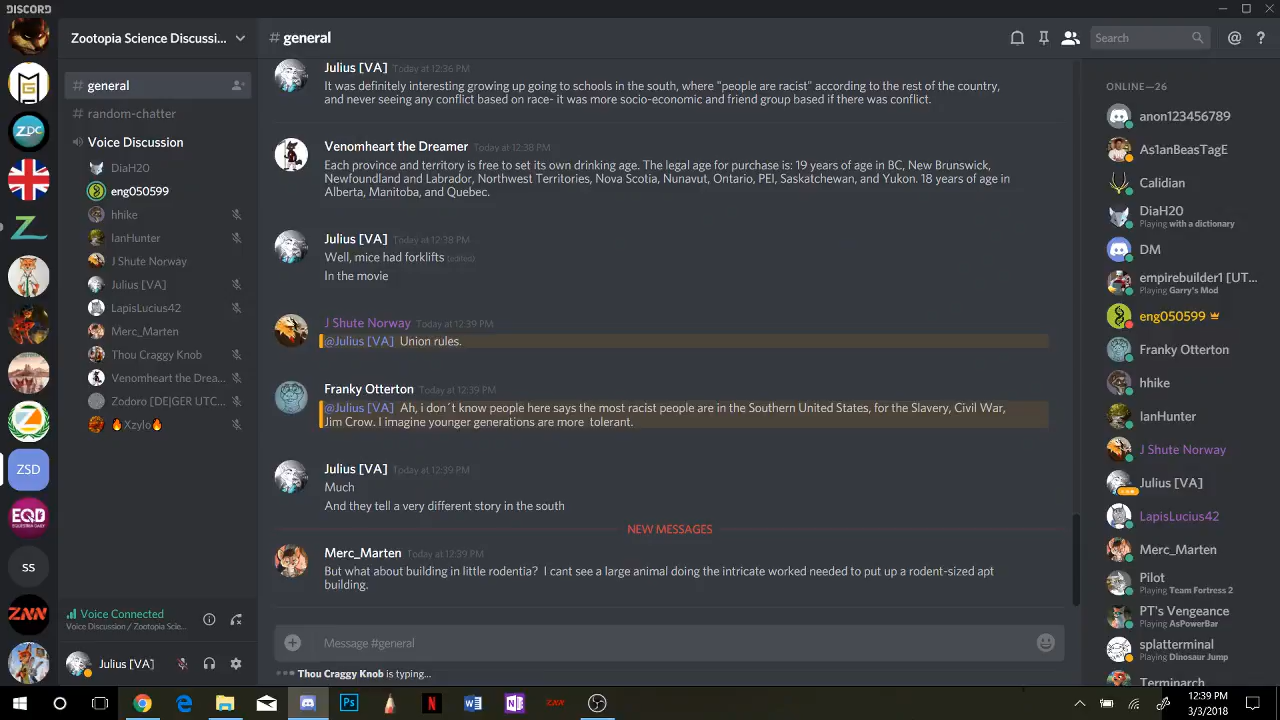 DISCORD
Zootopia Science Discussi...
# general
Search
# general
# random-chatter
Voice Discussion
DiaH20
eng050599
hhike
IanHunter
J Shute Norway
Julius [VA]
LapisLucius42
Merc_Marten
Thou Craggy Knob
Venomheart the Drea...
Zodoro [DE|GER UTC...
🔥Xzylo🔥
ZDC
ZSD
EQD
EQUESTRIA DAILY
ss
ZNN
Voice Connected
Voice Discussion / Zootopia Scie...
Julius [VA]
Julius [VA] Today at 12:36 PM
It was definitely interesting growing up going to schools in the south, where "people are racist" according to the rest of the country,
and never seeing any conflict based on race- it was more socio-economic and friend group based if there was conflict.
Venomheart the Dreamer Today at 12:38 PM
Each province and territory is free to set its own drinking age. The legal age for purchase is: 19 years of age in BC, New Brunswick,
Newfoundland and Labrador, Northwest Territories, Nova Scotia, Nunavut, Ontario, PEI, Saskatchewan, and Yukon. 18 years of age in
Alberta, Manitoba, and Quebec.
Julius [VA] Today at 12:38 PM
Well, mice had forklifts (edited)
In the movie
J Shute Norway Today at 12:39 PM
@Julius [VA] Union rules.
Franky Otterton Today at 12:39 PM
@Julius [VA] Ah, i don´t know people here says the most racist people are in the Southern United States, for the Slavery, Civil War,
Jim Crow. I imagine younger generations are more tolerant.
Julius [VA] Today at 12:39 PM
Much
And they tell a very different story in the south
NEW MESSAGES
Merc_Marten Today at 12:39 PM
But what about building in little rodentia? I cant see a large animal doing the intricate worked needed to put up a rodent-sized apt
building.
Message #general
Thou Craggy Knob is typing...
ONLINE—26
anon123456789
As1anBeasTagE
Calidian
DiaH20
Playing with a dictionary
DM
empirebuilder1 [UT...
Playing Garry's Mod
eng050599
Franky Otterton
hhike
IanHunter
J Shute Norway
Julius [VA]
LapisLucius42
Merc_Marten
Pilot
Playing Team Fortress 2
PT's Vengeance
Playing AsPowerBar
splatterminal
Playing Dinosaur Jump
Terminarch
12:39 PM
3/3/2018